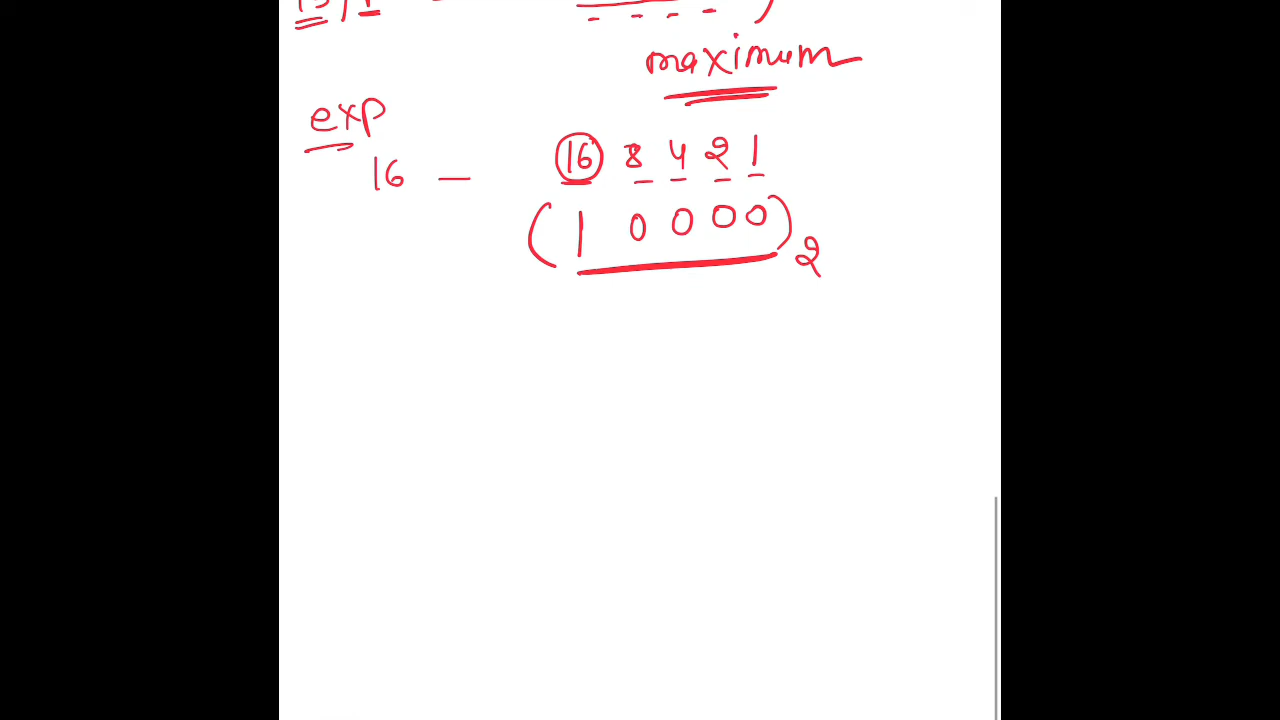 maximum
exp
16 8 4 2 1
16 —
(1 0 0 0 0)2